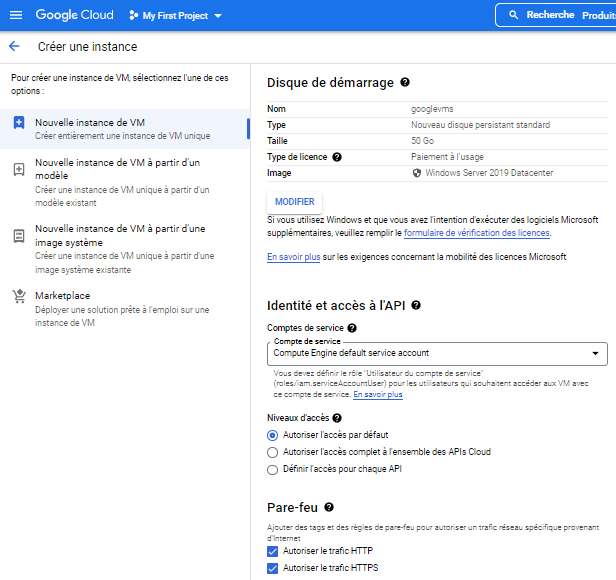 Google Cloud
My First Project
Recherche Produits
Créer une instance
Pour créer une instance de VM, sélectionnez l'une de ces
options :
Nouvelle instance de VM
Créer entièrement une instance de VM unique
Nouvelle instance de VM à partir d'un
modèle
Créer une instance de VM unique à partir d'un
modèle existant
Nouvelle instance de VM à partir d'une
image système
Créer une instance de VM unique à partir d'une
image système existante
Marketplace
Déployer une solution prête à l'emploi sur une
instance de VM
Disque de démarrage
Nom googlevms
Type Nouveau disque persistant standard
Taille 50 Go
Type de licence Paiement à l'usage
Image Windows Server 2019 Datacenter
MODIFIER
Si vous utilisez Windows et que vous avez l'intention d'exécuter des logiciels Microsoft
supplémentaires, veuillez remplir le formulaire de vérification des licences.
En savoir plus sur les exigences concernant la mobilité des licences Microsoft
Identité et accès à l'API
Comptes de service
Compte de service
Compute Engine default service account
Vous devez définir le rôle "Utilisateur du compte de service"
(roles/iam.serviceAccountUser) pour les utilisateurs qui souhaitent accéder aux VM avec
ce compte de service. En savoir plus
Niveaux d'accès
Autoriser l'accès par défaut
Autoriser l'accès complet à l'ensemble des APIs Cloud
Définir l'accès pour chaque API
Pare-feu
Ajouter des tags et des règles de pare-feu pour autoriser un trafic réseau spécifique provenant
d'Internet
Autoriser le trafic HTTP
Autoriser le trafic HTTPS